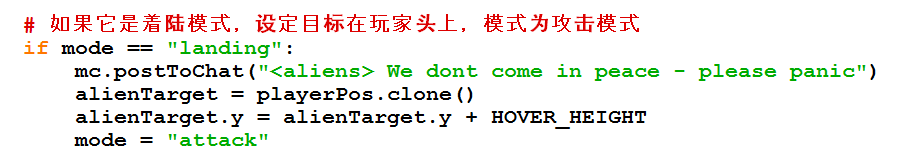 # 如果它是着陆模式，设定目标在玩家头上，模式为攻击模式
if mode == "landing":
    mc.postToChat("<aliens> We dont come in peace - please panic")
    alienTarget = playerPos.clone()
    alienTarget.y = alienTarget.y + HOVER_HEIGHT
    mode = "attack"